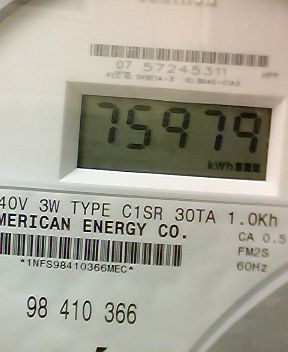 07 57245311
75979
kWh
40V 3W TYPE C1SR 30TA 1.0Kh
MERICAN ENERGY CO.
CA 0.5
*1NFS98410366MEC*
FM2S
60Hz
98 410 366